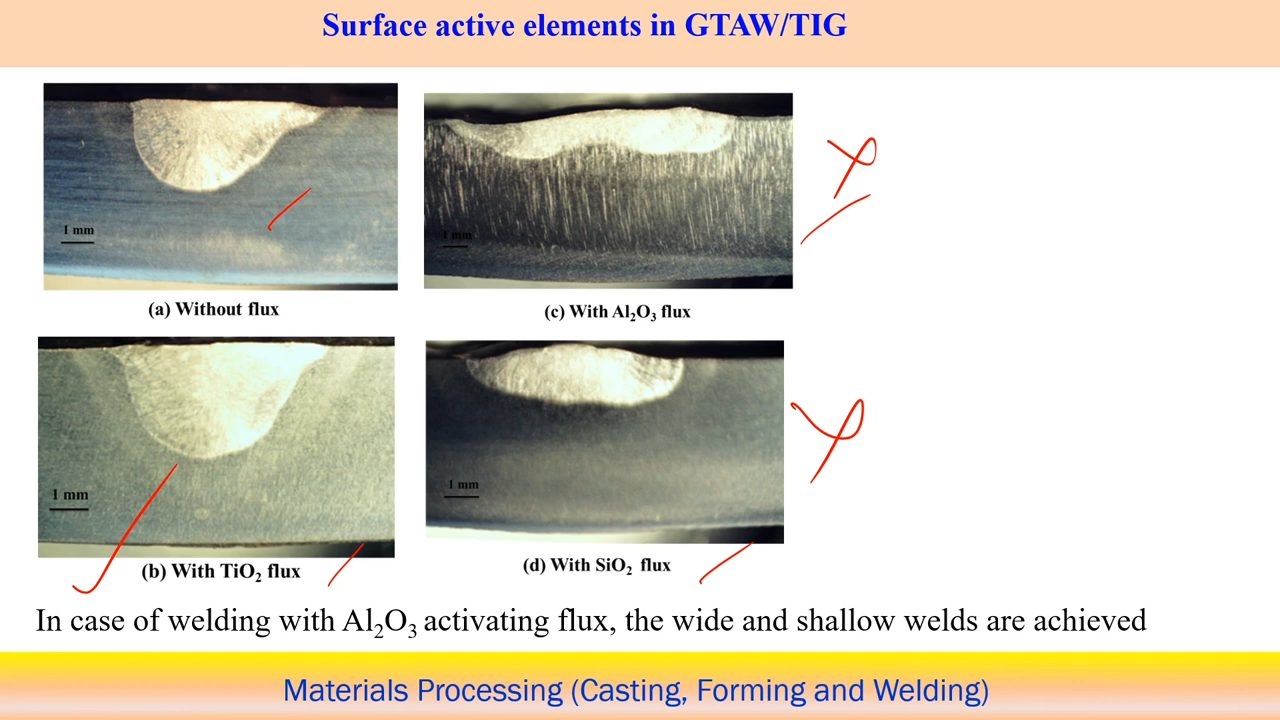 Surface active elements in GTAW/TIG
1 mm
(a) Without flux
1 mm
(c) With Al₂O₃ flux
1 mm
(b) With TiO₂ flux
1 mm
(d) With SiO₂ flux
In case of welding with Al₂O₃ activating flux, the wide and shallow welds are achieved
Materials Processing (Casting, Forming and Welding)